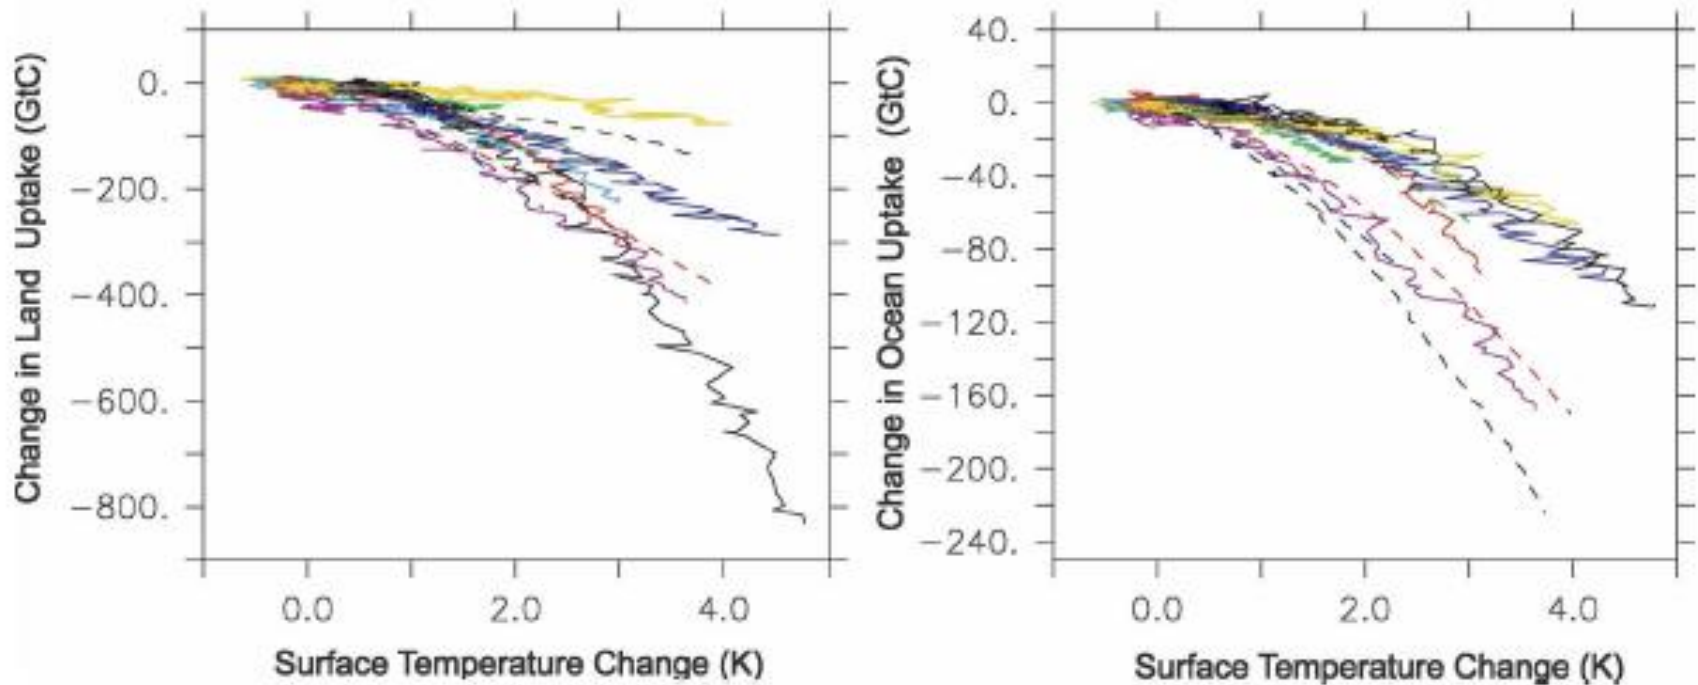 Change in Land Uptake (GtC)
0.
−200.
−400.
−600.
−800.
0.0 2.0 4.0
Surface Temperature Change (K)
Change in Ocean Uptake (GtC)
40.
0.
−40.
−80.
−120.
−160.
−200.
−240.
0.0 2.0 4.0
Surface Temperature Change (K)